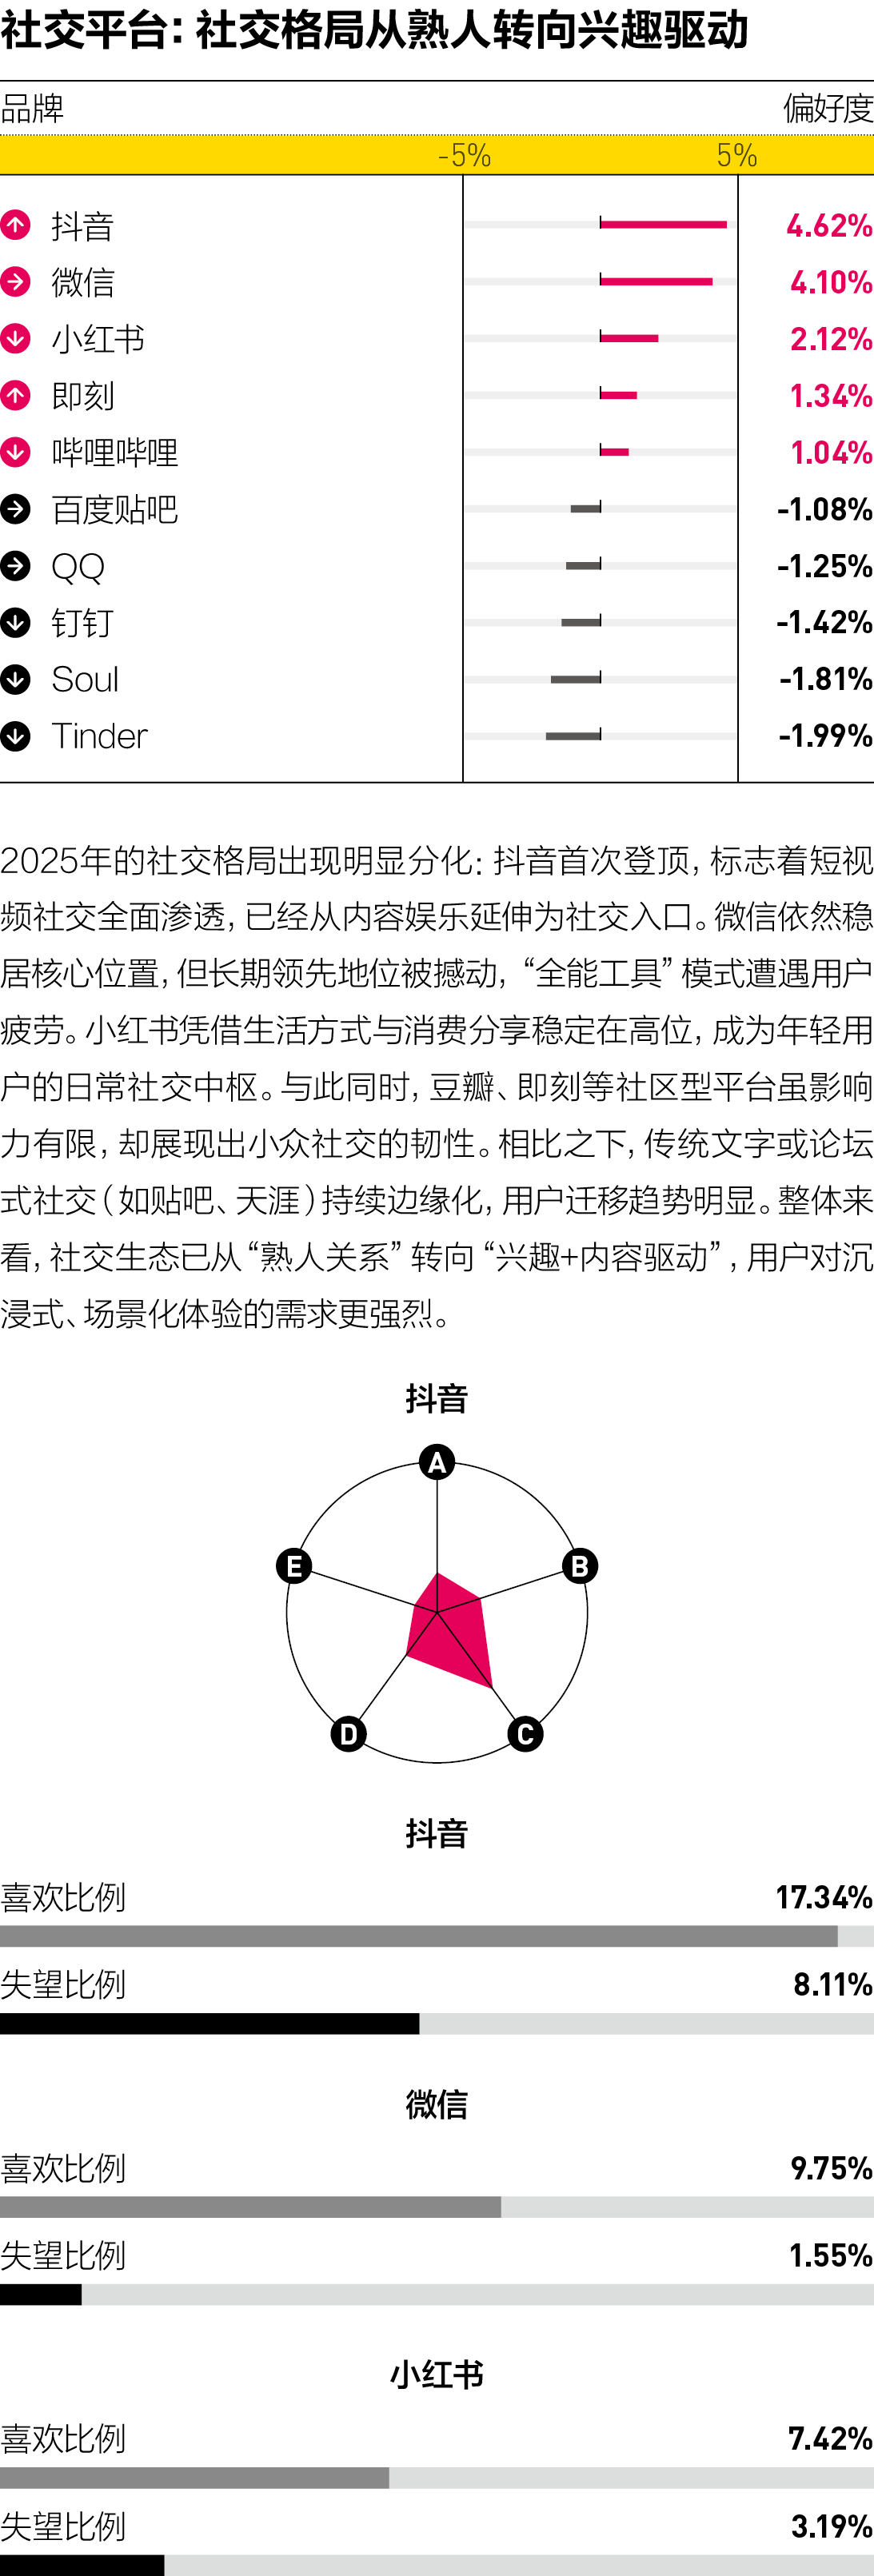 社交平台：社交格局从熟人转向兴趣驱动
品牌 偏好度
-5% 5%
抖音 4.62%
微信 4.10%
小红书 2.12%
即刻 1.34%
哔哩哔哩 1.04%
百度贴吧 -1.08%
QQ -1.25%
钉钉 -1.42%
Soul -1.81%
Tinder -1.99%
2025年的社交格局出现明显分化：抖音首次登顶，标志着短视
频社交全面渗透，已经从内容娱乐延伸为社交入口。微信依然稳
居核心位置，但长期领先地位被撼动，“全能工具”模式遭遇用户
疲劳。小红书凭借生活方式与消费分享稳定在高位，成为年轻用
户的日常社交中枢。与此同时，豆瓣、即刻等社区型平台虽影响
力有限，却展现出小众社交的韧性。相比之下，传统文字或论坛
式社交（如贴吧、天涯）持续边缘化，用户迁移趋势明显。整体来
看，社交生态已从“熟人关系”转向“兴趣+内容驱动”，用户对沉
浸式、场景化体验的需求更强烈。
抖音
A
E B
D C
抖音
喜欢比例 17.34%
失望比例 8.11%
微信
喜欢比例 9.75%
失望比例 1.55%
小红书
喜欢比例 7.42%
失望比例 3.19%